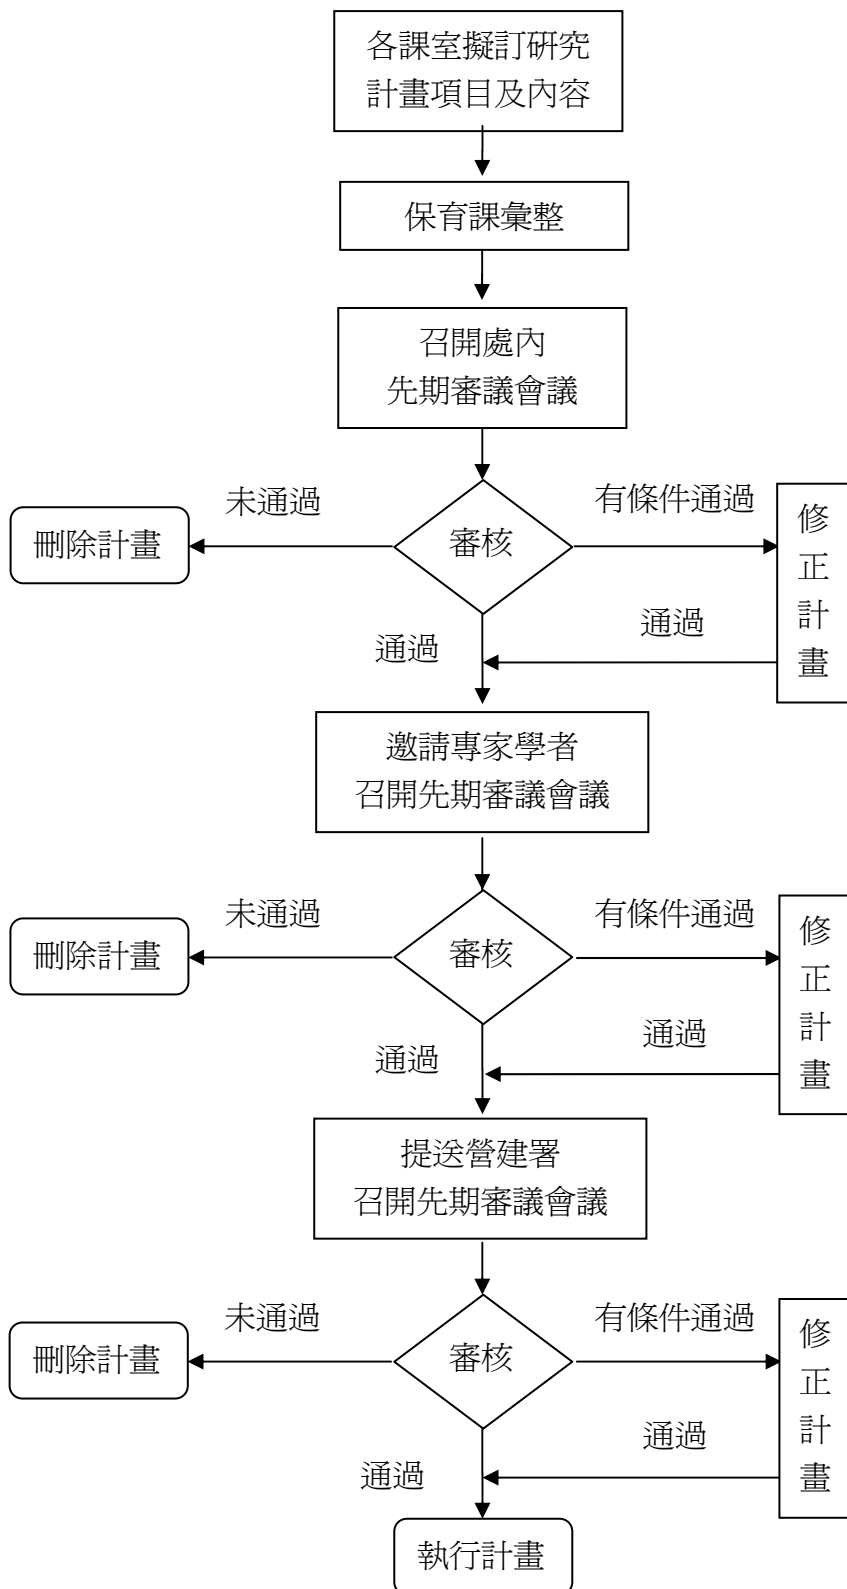 各課室擬訂研究
計畫項目及內容
保育課彙整
召開處內
先期審議會議
未通過
有條件通過
刪除計畫
審核
修
正
計
畫
通過
通過
邀請專家學者
召開先期審議會議
未通過
有條件通過
刪除計畫
審核
修
正
計
畫
通過
通過
提送營建署
召開先期審議會議
未通過
有條件通過
刪除計畫
審核
修
正
計
畫
通過
通過
執行計畫